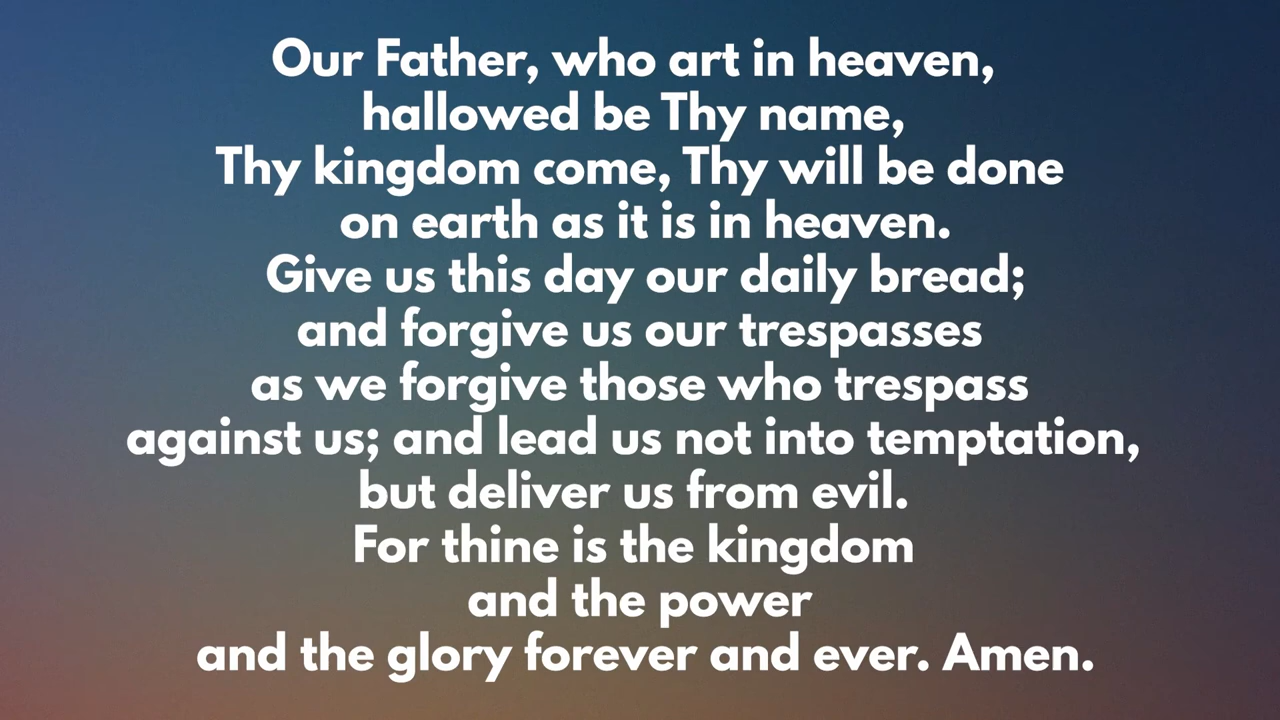 Our Father, who art in heaven,
hallowed be Thy name,
Thy kingdom come, Thy will be done
on earth as it is in heaven.
Give us this day our daily bread;
and forgive us our trespasses
as we forgive those who trespass
against us; and lead us not into temptation,
but deliver us from evil.
For thine is the kingdom
and the power
and the glory forever and ever. Amen.